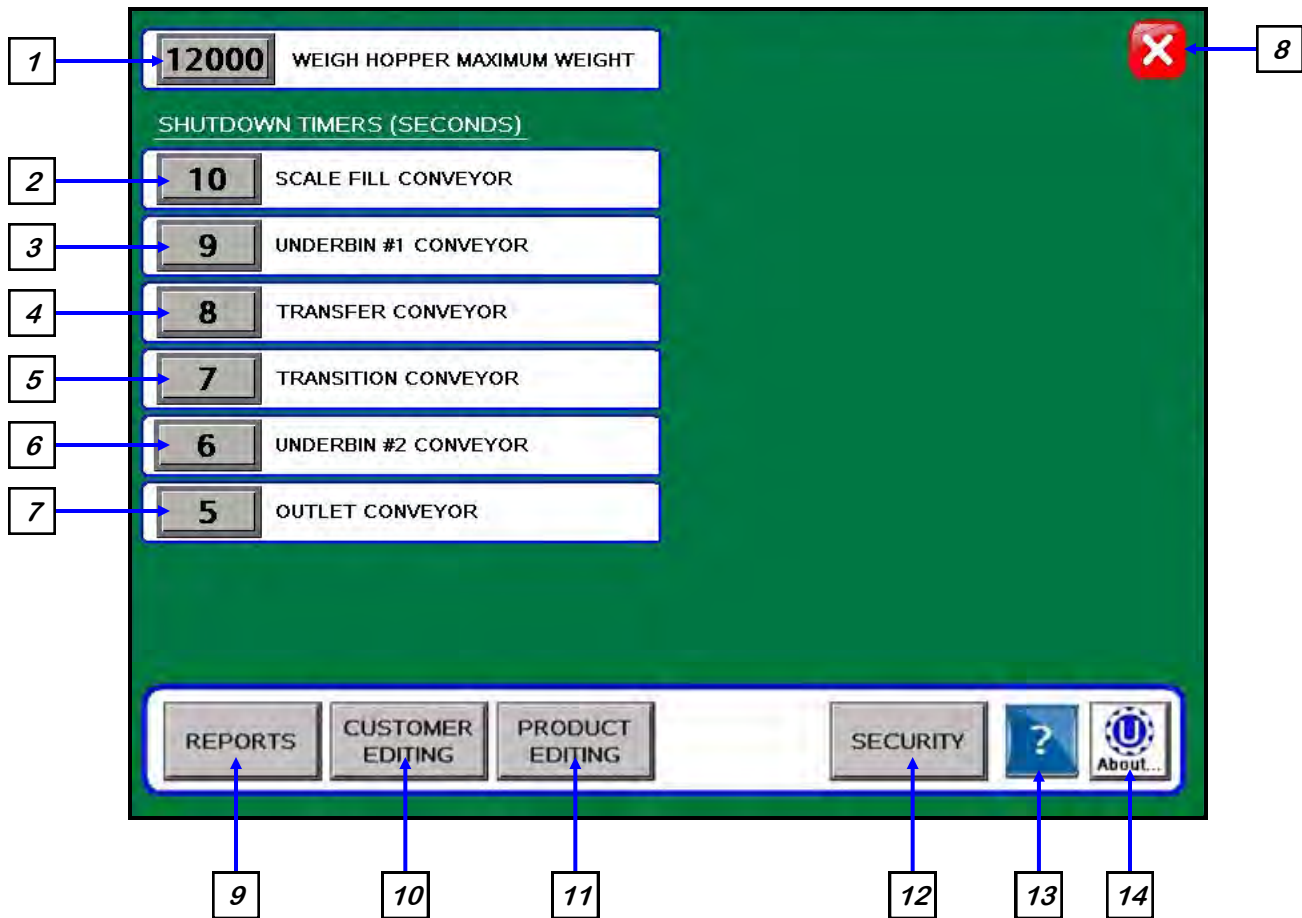 1
12000 WEIGH HOPPER MAXIMUM WEIGHT
8
SHUTDOWN TIMERS (SECONDS)
2
10 SCALE FILL CONVEYOR
3
9 UNDERBIN #1 CONVEYOR
4
8 TRANSFER CONVEYOR
5
7 TRANSITION CONVEYOR
6
6 UNDERBIN #2 CONVEYOR
7
5 OUTLET CONVEYOR
REPORTS
CUSTOMER
EDITING
PRODUCT
EDITING
SECURITY
?
U
About...
9
10
11
12
13
14